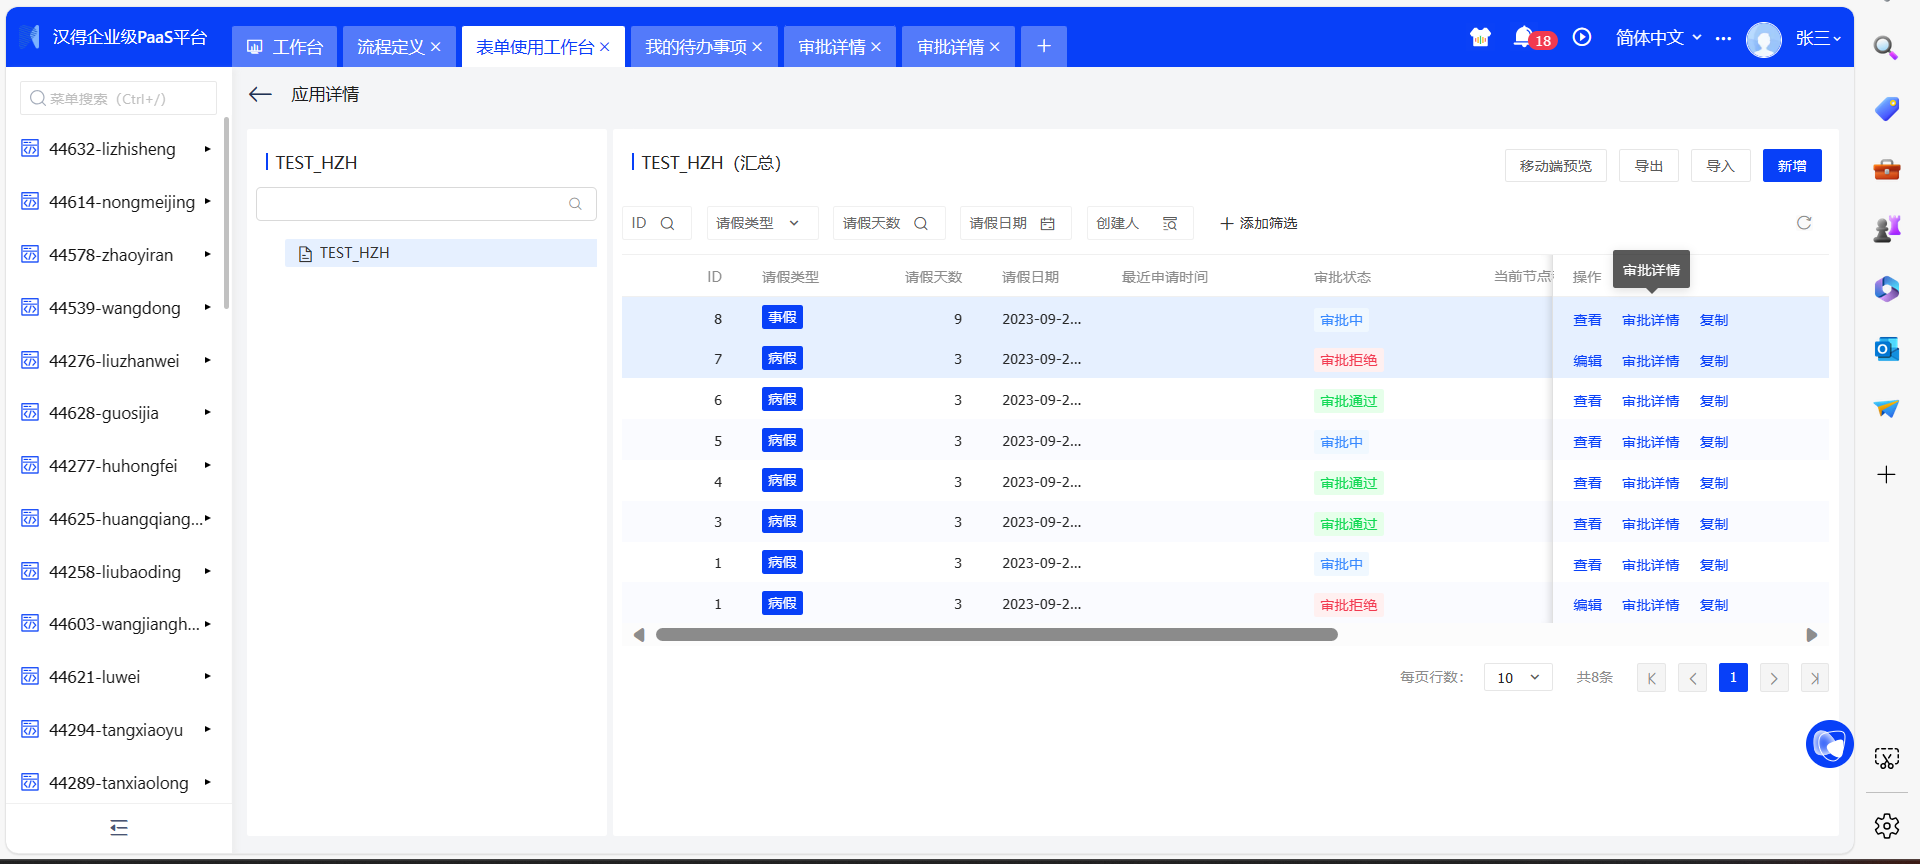 汉得企业级PaaS平台
工作台
流程定义
表单使用工作台
我的待办事项
审批详情
审批详情
18
简体中文
张三
菜单搜索（Ctrl+/）
44632-lizhisheng
44614-nongmeijing
44578-zhaoyiran
44539-wangdong
44276-liuzhanwei
44628-guosijia
44277-huhongfei
44625-huangqiang...
44258-liubaoding
44603-wangjiangh...
44621-luwei
44294-tangxiaoyu
44289-tanxiaolong
应用详情
TEST_HZH
TEST_HZH
TEST_HZH（汇总）
移动端预览 导出 导入 新增
ID 请假类型 请假天数 请假日期 创建人 添加筛选
审批详情
ID 请假类型 请假天数 请假日期 最近申请时间 审批状态 当前节点 操作
8 事假 9 2023-09-2... 审批中 查看 审批详情 复制
7 病假 3 2023-09-2... 审批拒绝 编辑 审批详情 复制
6 病假 3 2023-09-2... 审批通过 查看 审批详情 复制
5 病假 3 2023-09-2... 审批中 查看 审批详情 复制
4 病假 3 2023-09-2... 审批通过 查看 审批详情 复制
3 病假 3 2023-09-2... 审批通过 查看 审批详情 复制
1 病假 3 2023-09-2... 审批中 查看 审批详情 复制
1 病假 3 2023-09-2... 审批拒绝 编辑 审批详情 复制
每页行数： 10 共8条 1